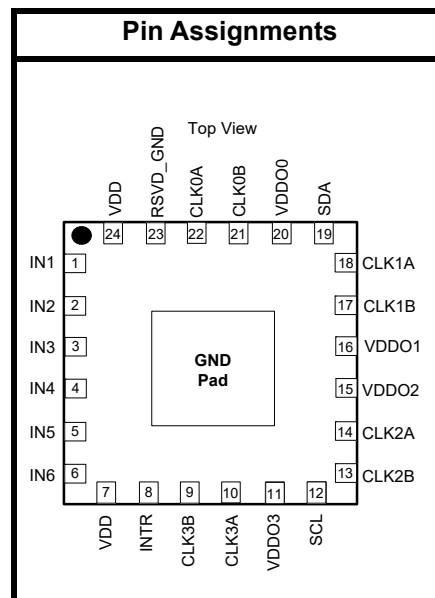 Pin Assignments
Top View
VDD
RSVD_GND
CLK0A
CLK0B
VDDO0
SDA
24
23
22
21
20
19
IN1
1
18
CLK1A
IN2
2
17
CLK1B
IN3
3
16
VDDO1
IN4
4
15
VDDO2
IN5
5
14
CLK2A
IN6
6
13
CLK2B
GND
Pad
7
8
9
10
11
12
VDD
INTR
CLK3B
CLK3A
VDDO3
SCL